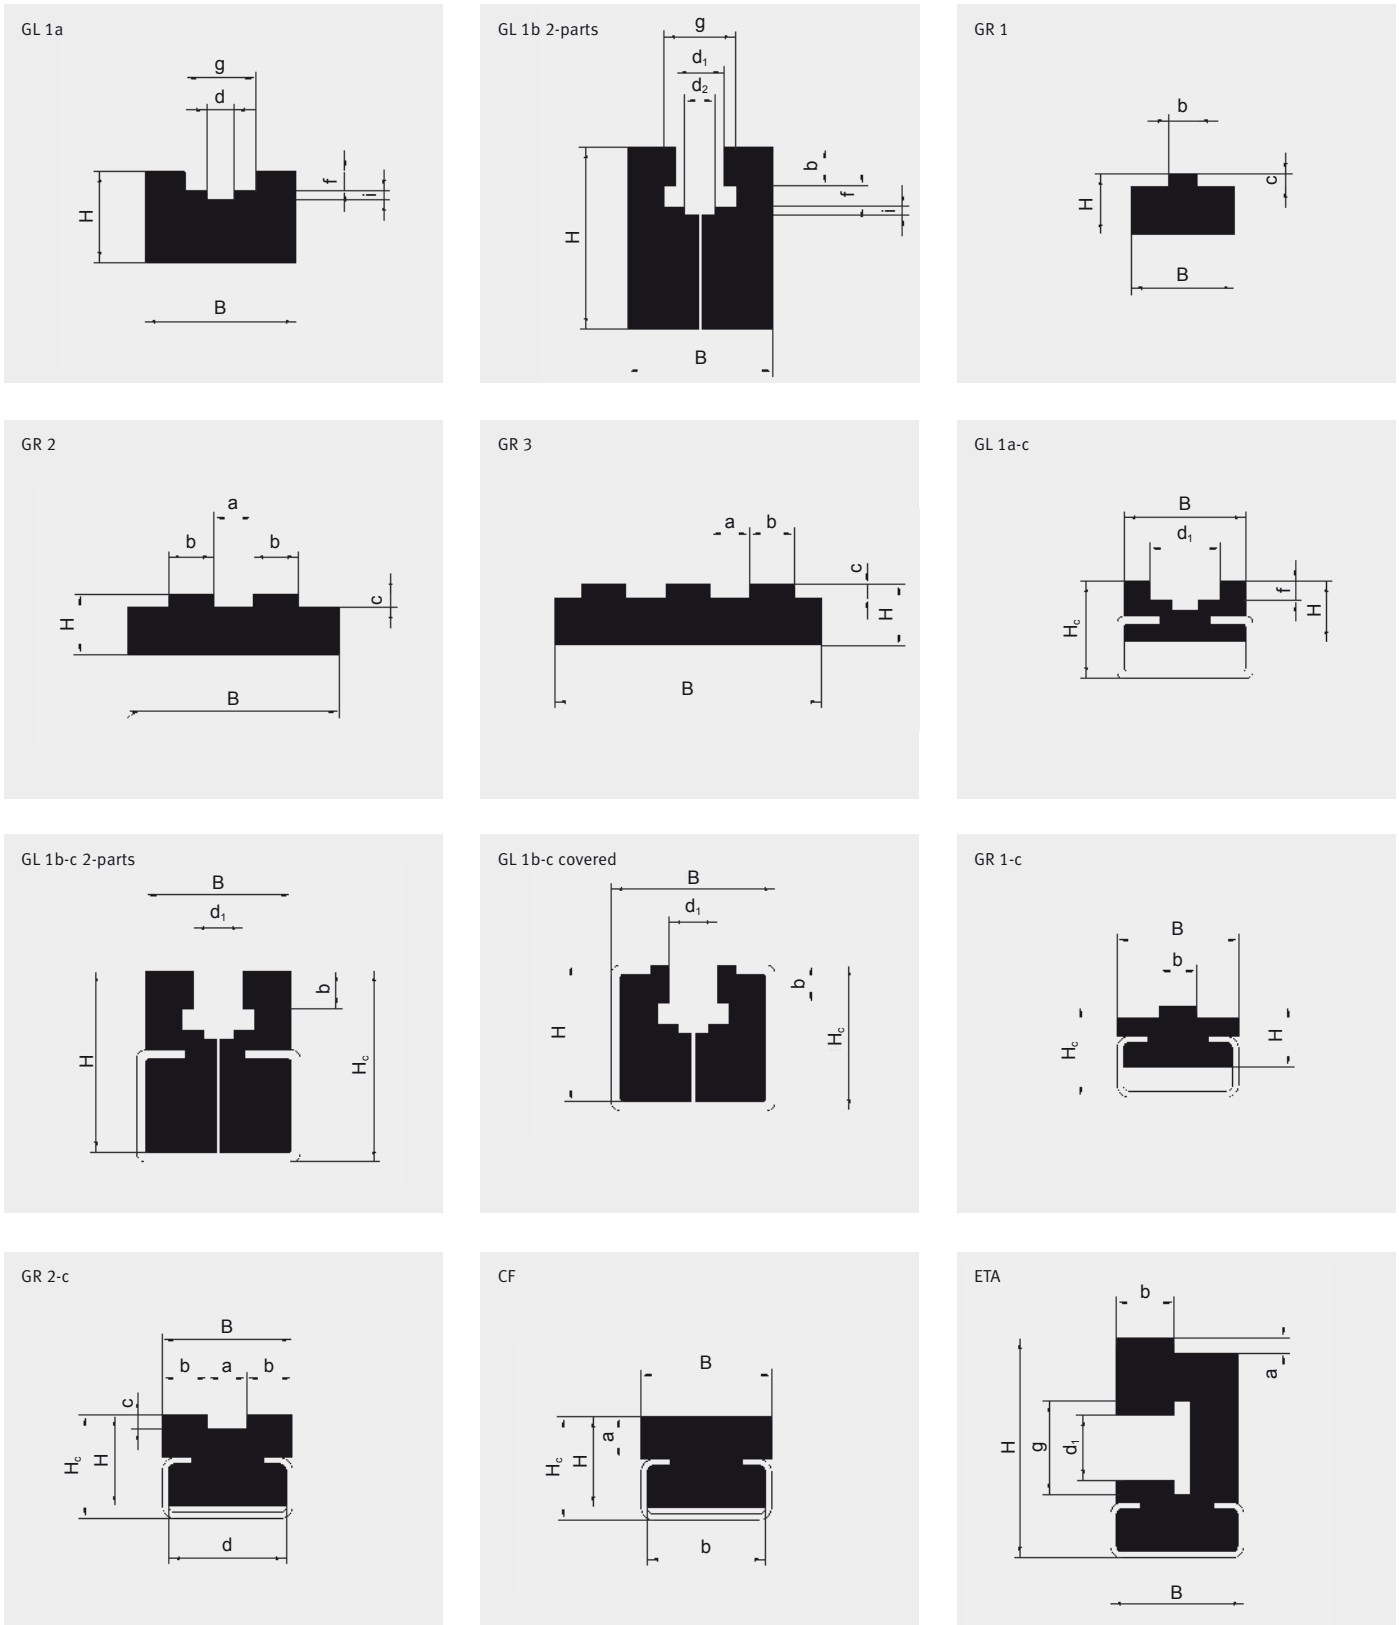 GL 1a
g
d
f
i
H
B
GL 1b 2-parts
g
d₁
d₂
b
f
i
H
B
GR 1
b
c
H
B
GR 2
a
b b
c
H
B
GR 3
a b
c
H
B
GL 1a-c
B
d₁
f
H
Hc
GL 1b-c 2-parts
B
d₁
b
H
Hc
GL 1b-c covered
B
d₁
b
H
Hc
GR 1-c
B
b
H
Hc
GR 2-c
B
b a b
c
Hc H
d
CF
B
a
Hc H
b
ETA
b
a
H g d₁
B